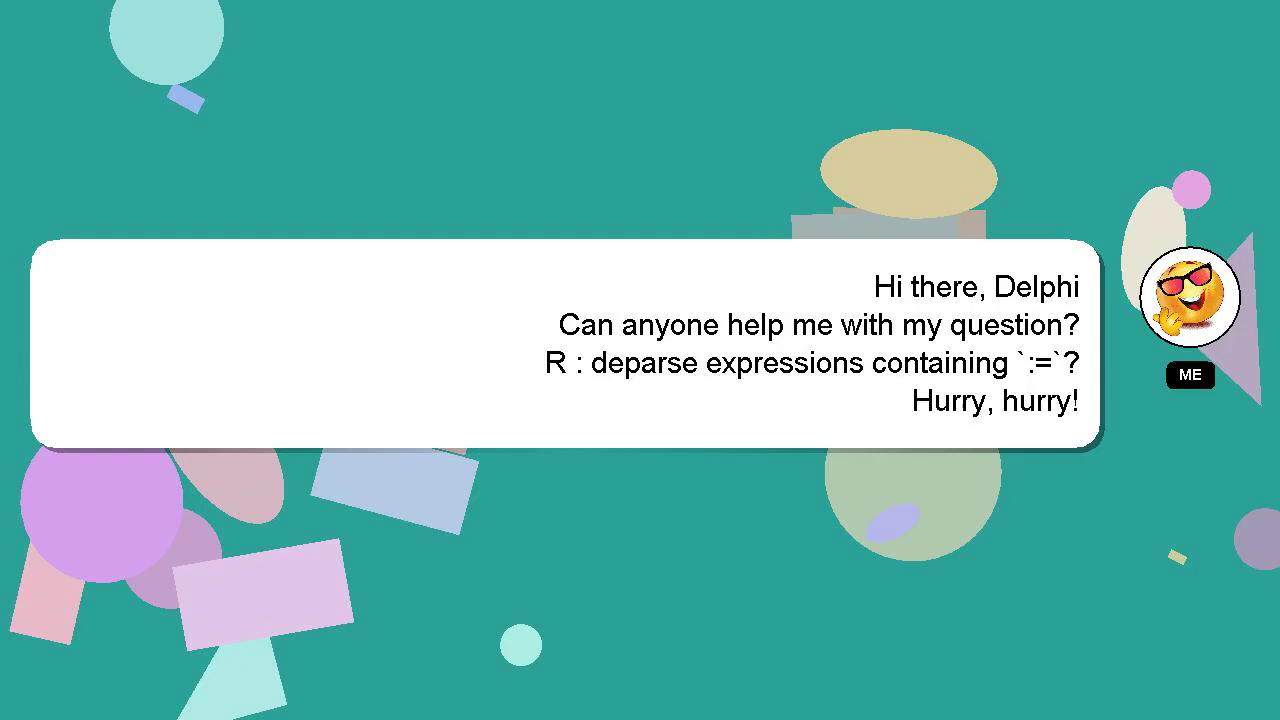 Hi there, Delphi
Can anyone help me with my question?
R : deparse expressions containing `:=`?
Hurry, hurry!
ME